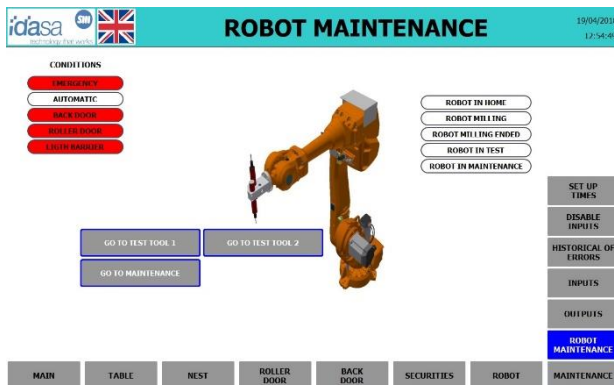 idasa
technology that works
SHI
ROBOT MAINTENANCE
19/04/2018
12:54:49
CONDITIONS
EMERGENCY
AUTOMATIC
BACK DOOR
ROLLER DOOR
LIGTH BARRIER
ROBOT IN HOME
ROBOT MILLING
ROBOT MILLING ENDED
ROBOT IN TEST
ROBOT IN MAINTENANCE
GO TO TEST TOOL 1
GO TO TEST TOOL 2
GO TO MAINTENANCE
SET UP
TIMES
DISABLE
INPUTS
HISTORICAL OF
ERRORS
INPUTS
OUTPUTS
ROBOT
MAINTENANCE
MAIN
TABLE
NEST
ROLLER
DOOR
BACK
DOOR
SECURITIES
ROBOT
MAINTENANCE